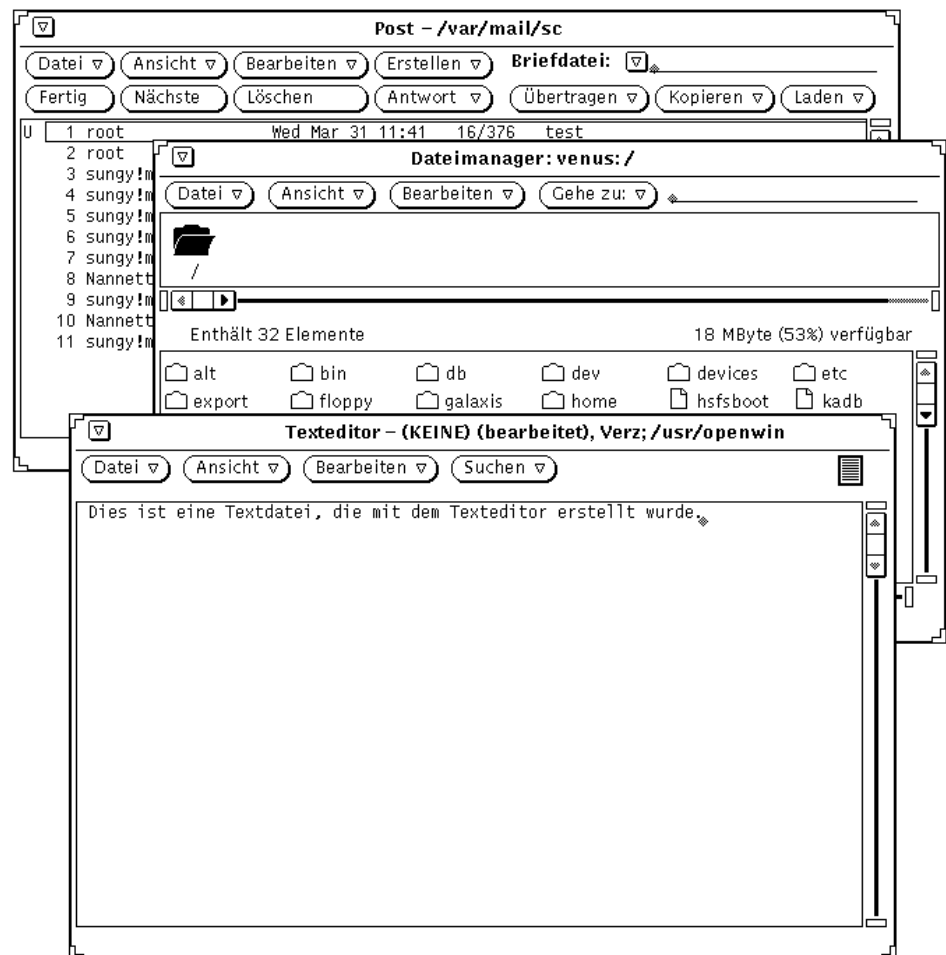 Post – /var/mail/sc
Datei Ansicht Bearbeiten Erstellen Briefdatei:
Fertig Nächste Löschen Antwort Übertragen Kopieren Laden
U 1 root Wed Mar 31 11:41 16/376 test
2 root
3 sungy!m
4 sungy!m
5 sungy!m
6 sungy!m
7 sungy!m
8 Nannett
9 sungy!m
10 Nannett
11 sungy!m
Dateimanager: venus: /
Datei Ansicht Bearbeiten Gehe zu:
/
Enthält 32 Elemente 18 MByte (53%) verfügbar
alt bin db dev devices etc
export floppy galaxis home hsfsboot kadb
Texteditor – (KEINE) (bearbeitet), Verz; /usr/openwin
Datei Ansicht Bearbeiten Suchen
Dies ist eine Textdatei, die mit dem Texteditor erstellt wurde.